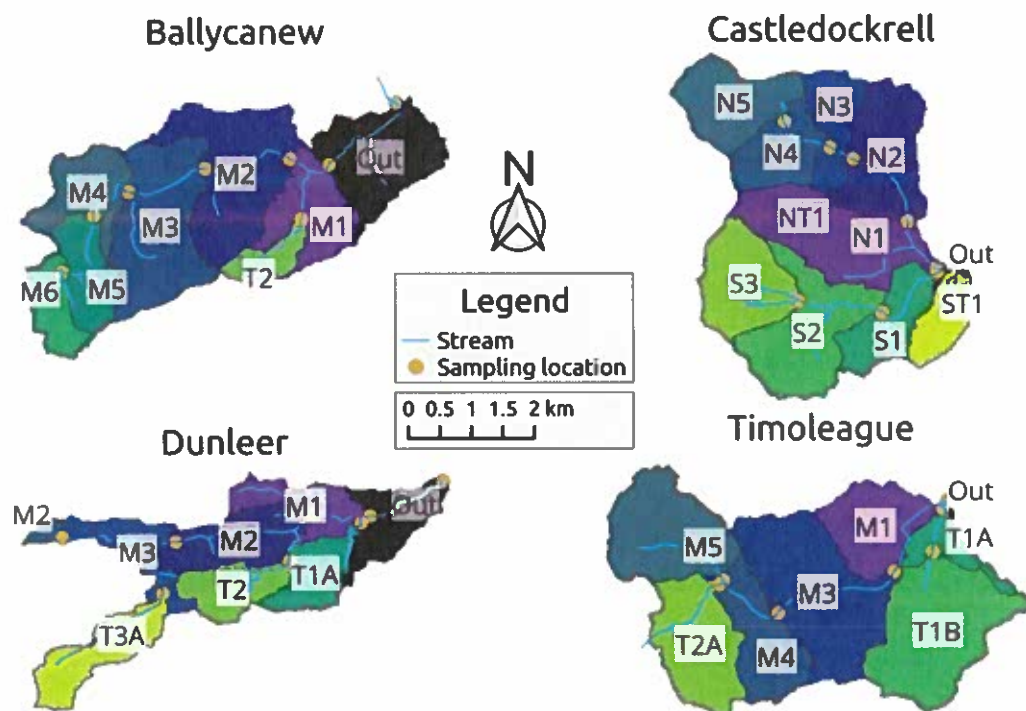 Ballycanew
Castledockrell
N5
N3
N4
N2
NT1
N1
Out
S3
ST1
S2
S1
Out
M2
M4
M3
M1
T2
M6
M5
N
Legend
Stream
Sampling location
0 0.5 1 1.5 2 km
Dunleer
Timoleague
M2
M1
Out
M3
M2
T2
T1A
T3A
Out
M1
T1A
M5
M3
T2A
M4
T1B